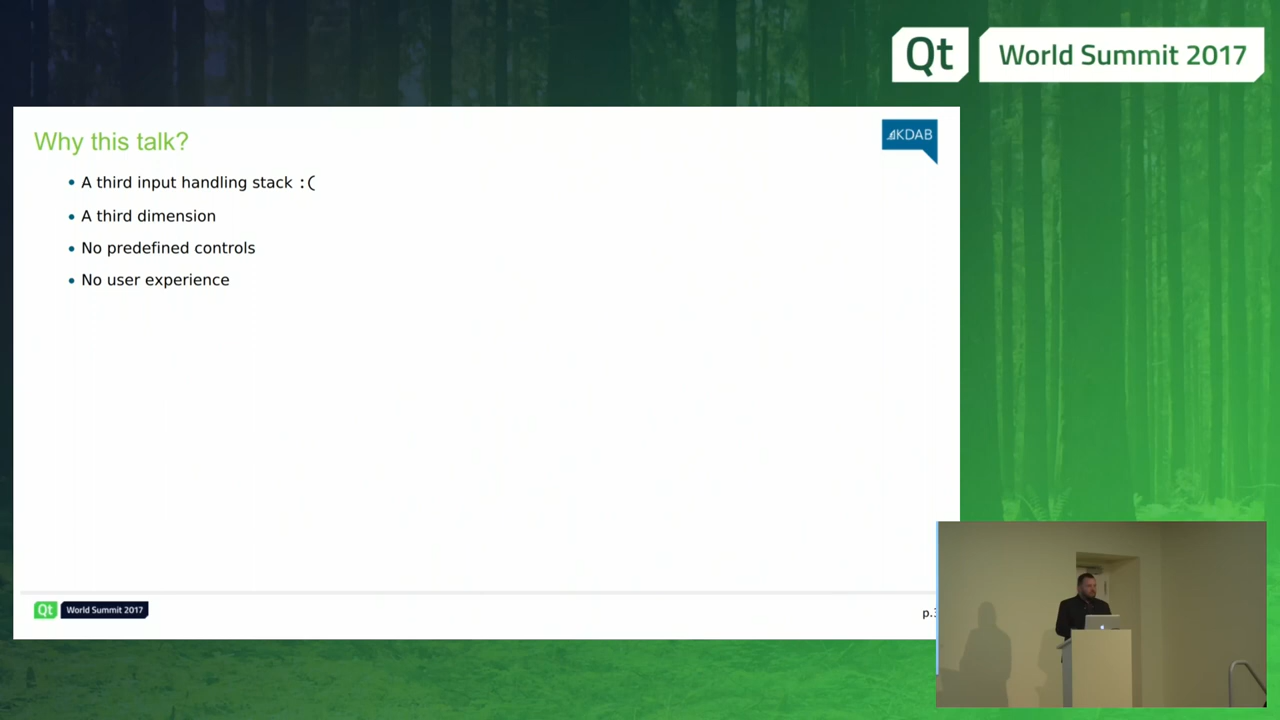 Qt
World Summit 2017
Why this talk?
KDAB
• A third input handling stack :(
• A third dimension
• No predefined controls
• No user experience
Qt
World Summit 2017
p.